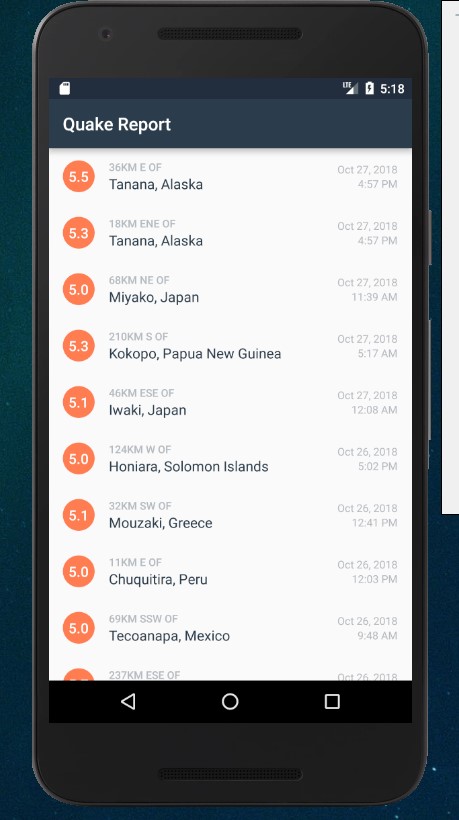 LTE 5:18
Quake Report
5.5 36KM E OF Oct 27, 2018
Tanana, Alaska 4:57 PM
5.3 18KM ENE OF Oct 27, 2018
Tanana, Alaska 4:57 PM
5.0 68KM NE OF Oct 27, 2018
Miyako, Japan 11:39 AM
5.3 210KM S OF Oct 27, 2018
Kokopo, Papua New Guinea 5:17 AM
5.1 46KM ESE OF Oct 27, 2018
Iwaki, Japan 12:08 AM
5.0 124KM W OF Oct 26, 2018
Honiara, Solomon Islands 5:02 PM
5.1 32KM SW OF Oct 26, 2018
Mouzaki, Greece 12:41 PM
5.0 11KM E OF Oct 26, 2018
Chuquitira, Peru 12:03 PM
5.0 69KM SSW OF Oct 26, 2018
Tecoanapa, Mexico 9:48 AM
237KM ESE OF Oct 26, 2018